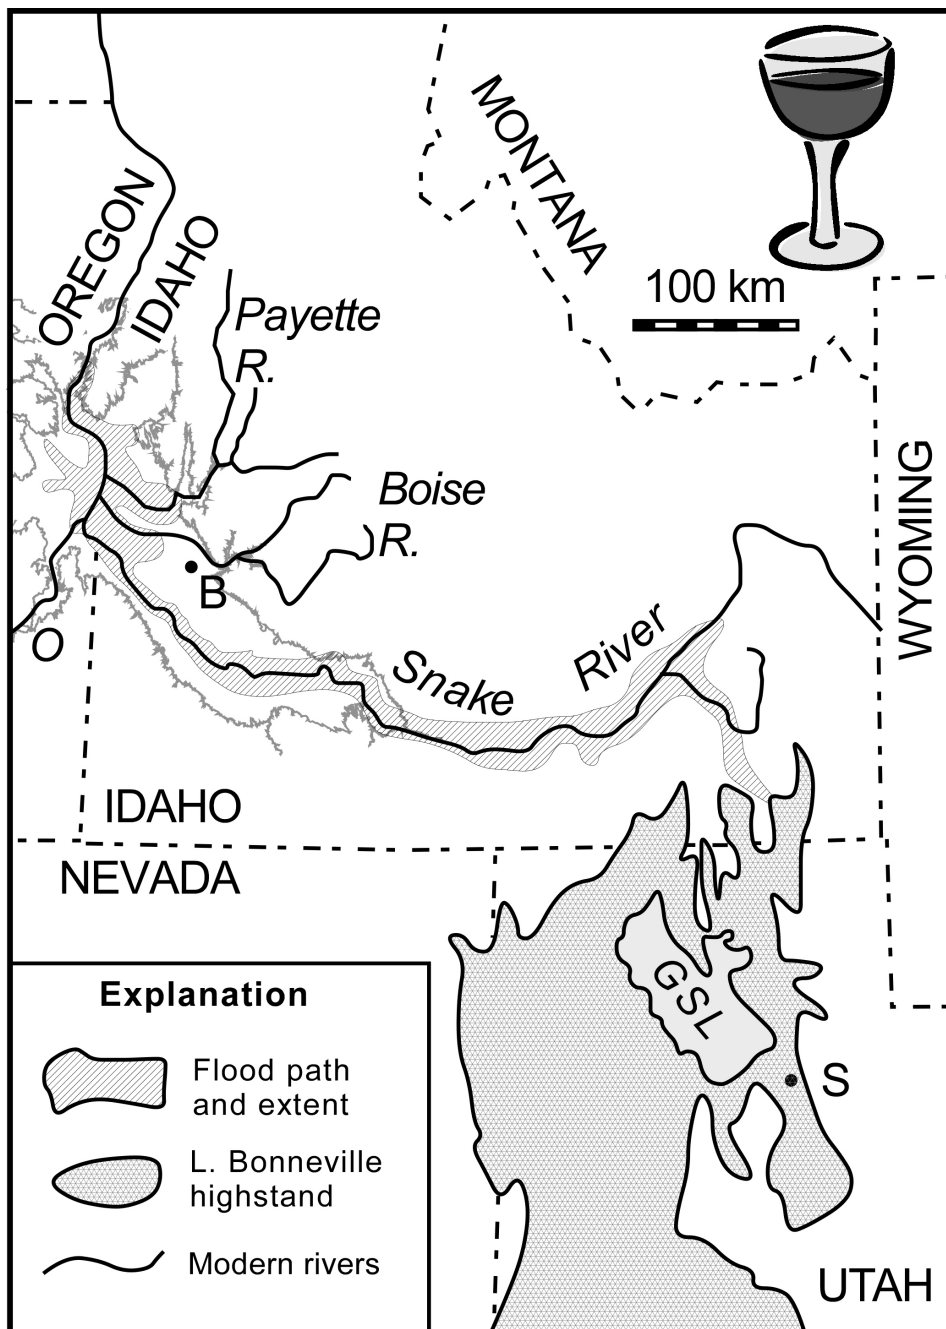 MONTANA
OREGON
IDAHO
100 km
Payette
R.
WYOMING
Boise
R.
B
O
Snake
River
IDAHO
NEVADA
GSL
S
UTAH
Explanation
Flood path
and extent
L. Bonneville
highstand
Modern rivers